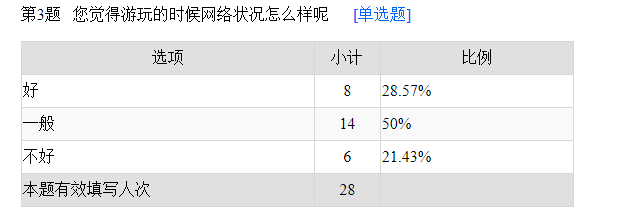 第3题 您觉得游玩的时候网络状况怎么样呢 [单选题]
选项 小计 比例
好 8 28.57%
一般 14 50%
不好 6 21.43%
本题有效填写人次 28